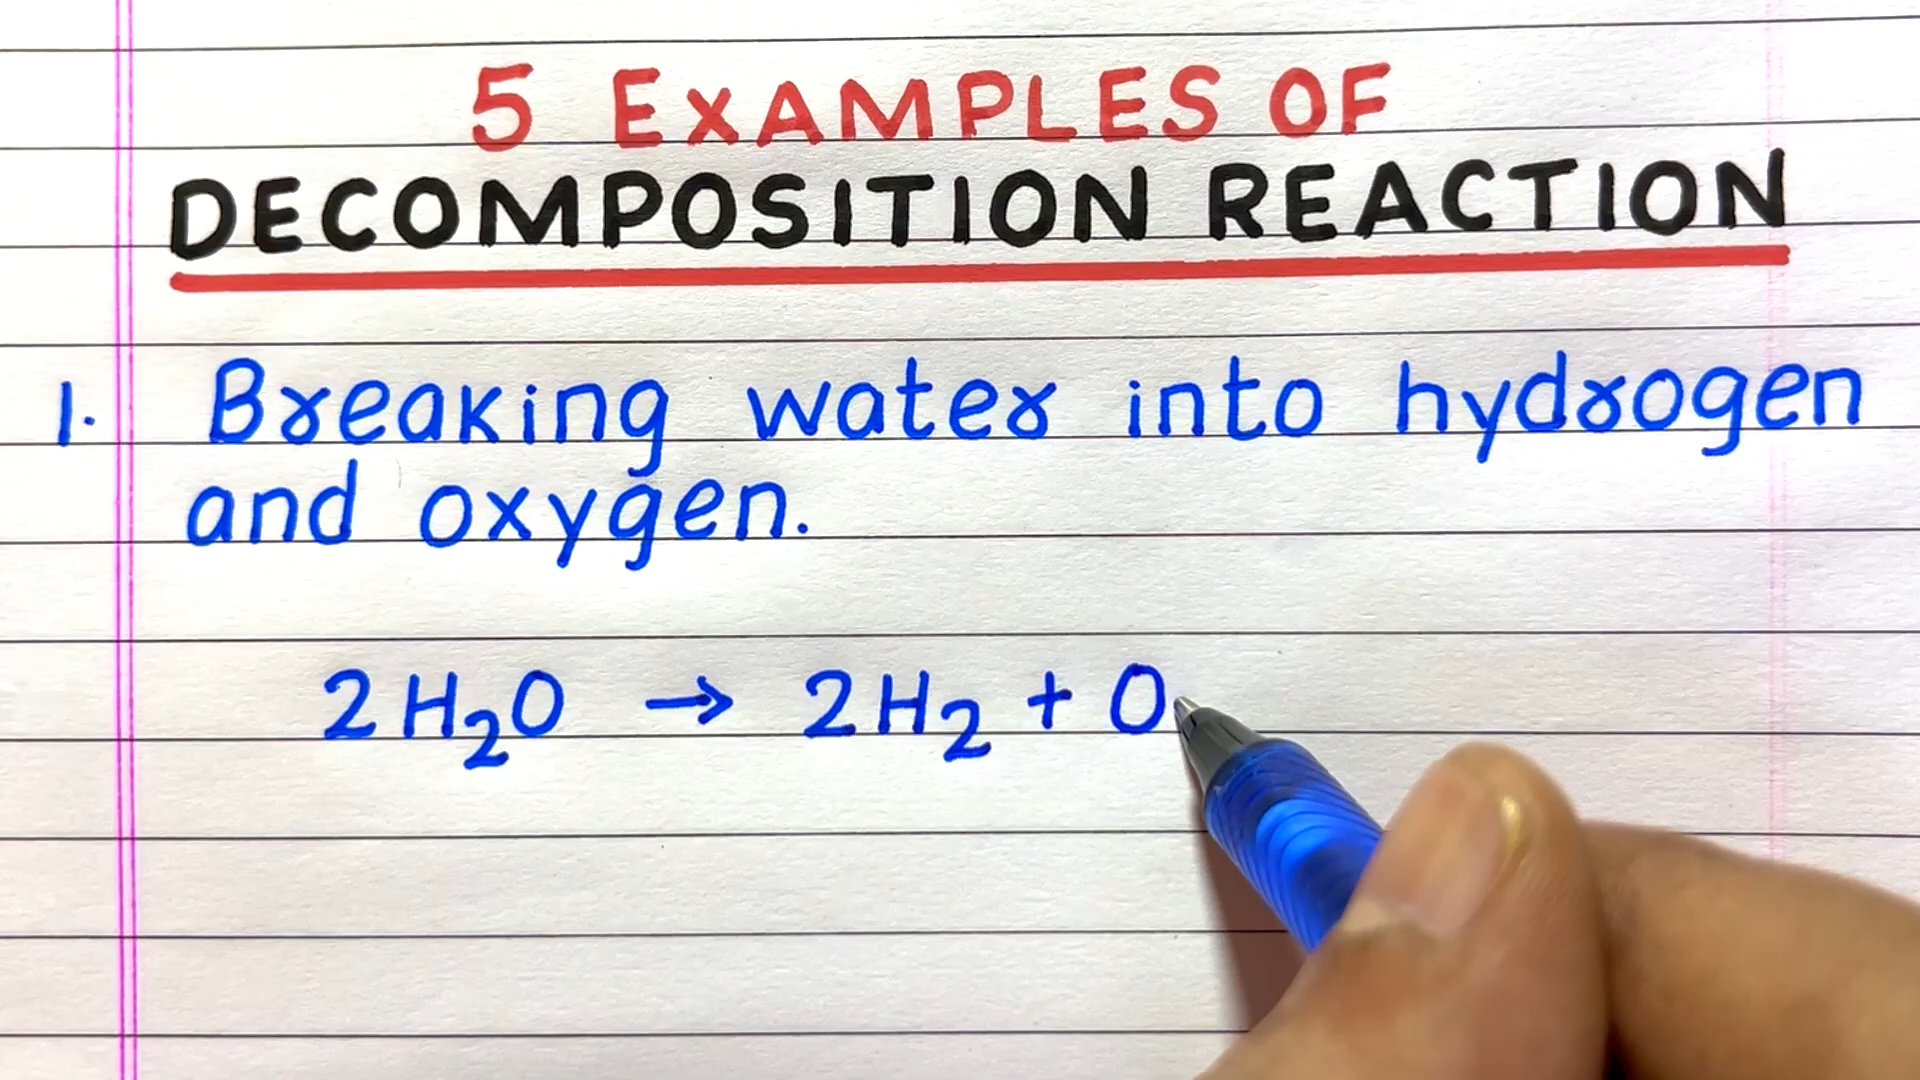 5 EXAMPLES OF
DECOMPOSITION REACTION
1. Breaking water into hydrogen
and oxygen.
2H₂O → 2H₂ + O